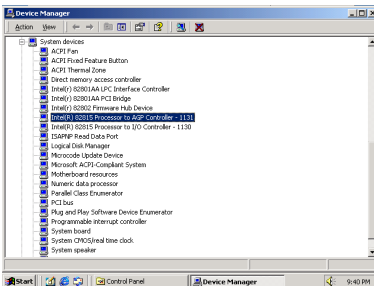 Device Manager
Action View
System devices
ACPI Fan
ACPI Fixed Feature Button
ACPI Thermal Zone
Direct memory access controller
Intel(r) 82801AA LPC Interface Controller
Intel(r) 82801AA PCI Bridge
Intel(r) 82802 Firmware Hub Device
Intel(R) 82815 Processor to AGP Controller - 1131
Intel(R) 82815 Processor to I/O Controller - 1130
ISAPNP Read Data Port
Logical Disk Manager
Microcode Update Device
Microsoft ACPI-Compliant System
Motherboard resources
Numeric data processor
Parallel Class Enumerator
PCI bus
Plug and Play Software Device Enumerator
Programmable interrupt controller
System board
System CMOS/real time clock
System speaker
Start Control Panel Device Manager 9:40 PM